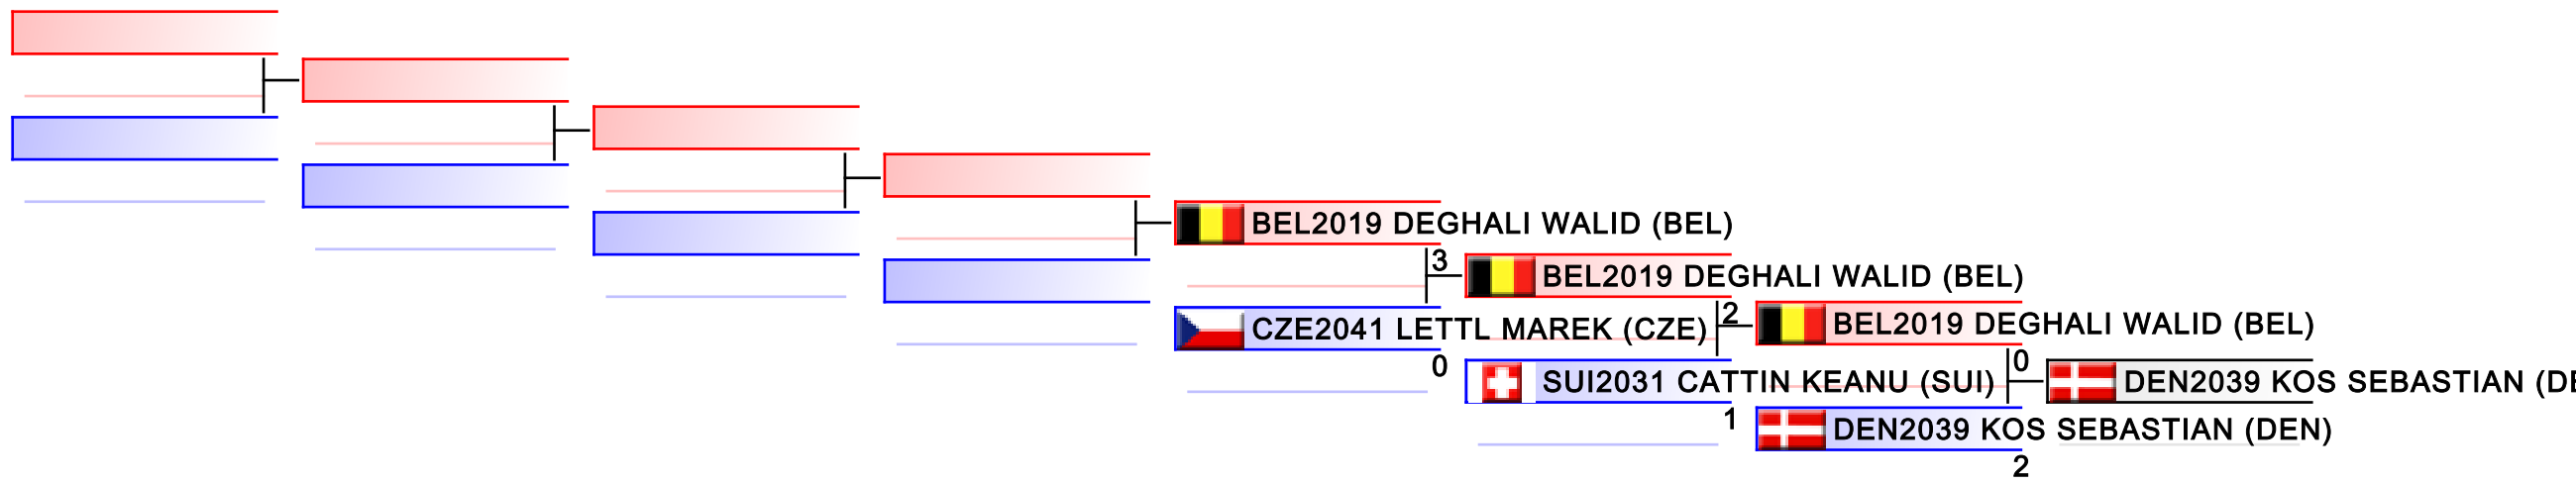 BEL2019 DEGHALI WALID (BEL)
3
BEL2019 DEGHALI WALID (BEL)
2
BEL2019 DEGHALI WALID (BEL)
CZE2041 LETTL MAREK (CZE)
0
0
SUI2031 CATTIN KEANU (SUI)
DEN2039 KOS SEBASTIAN (DE
1
DEN2039 KOS SEBASTIAN (DEN)
2